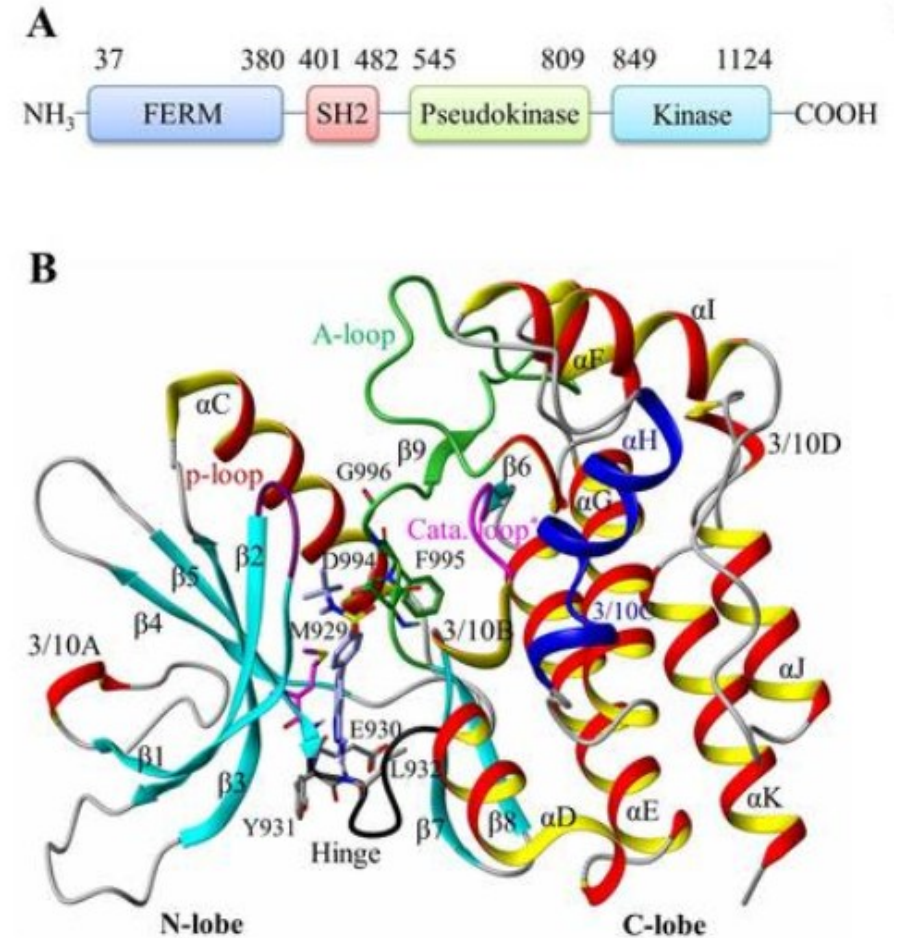 A
37 380 401 482 545 809 849 1124
NH3 FERM SH2 Pseudokinase Kinase COOH
B
A-loop
αI
αF
αC
3/10D
αH
β9
p-loop
G996
β6
αG
Cata. loop*
β2
D994 F995
β5
β4
M929
3/10B
3/10C
3/10A
αJ
E930
β1
L932
β3
αK
Y931
β7 β8 αD αE
Hinge
N-lobe C-lobe